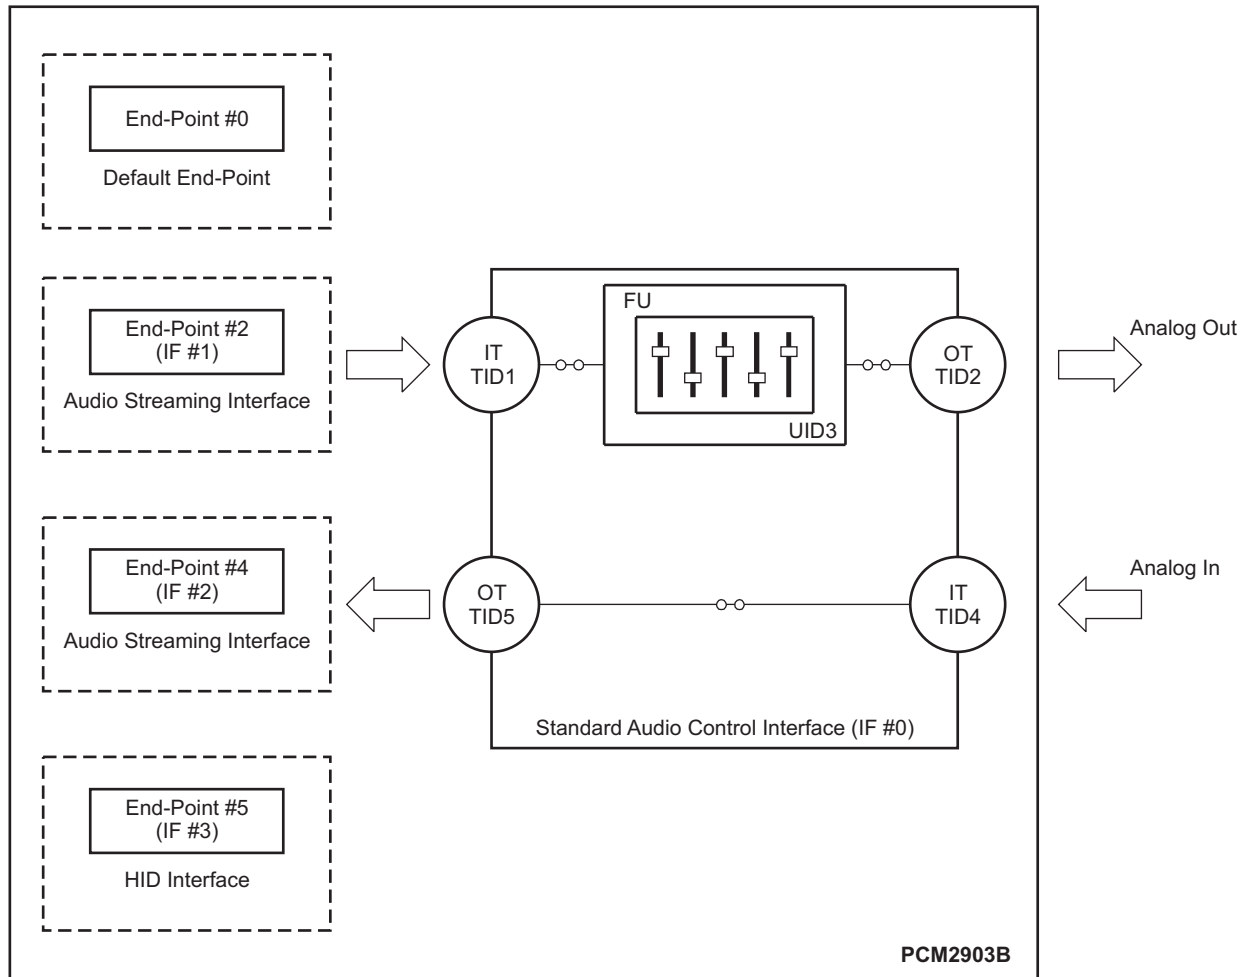 End-Point #0
Default End-Point
End-Point #2
(IF #1)
Audio Streaming Interface
IT
TID1
FU
UID3
OT
TID2
Analog Out
End-Point #4
(IF #2)
Audio Streaming Interface
OT
TID5
IT
TID4
Analog In
Standard Audio Control Interface (IF #0)
End-Point #5
(IF #3)
HID Interface
PCM2903B